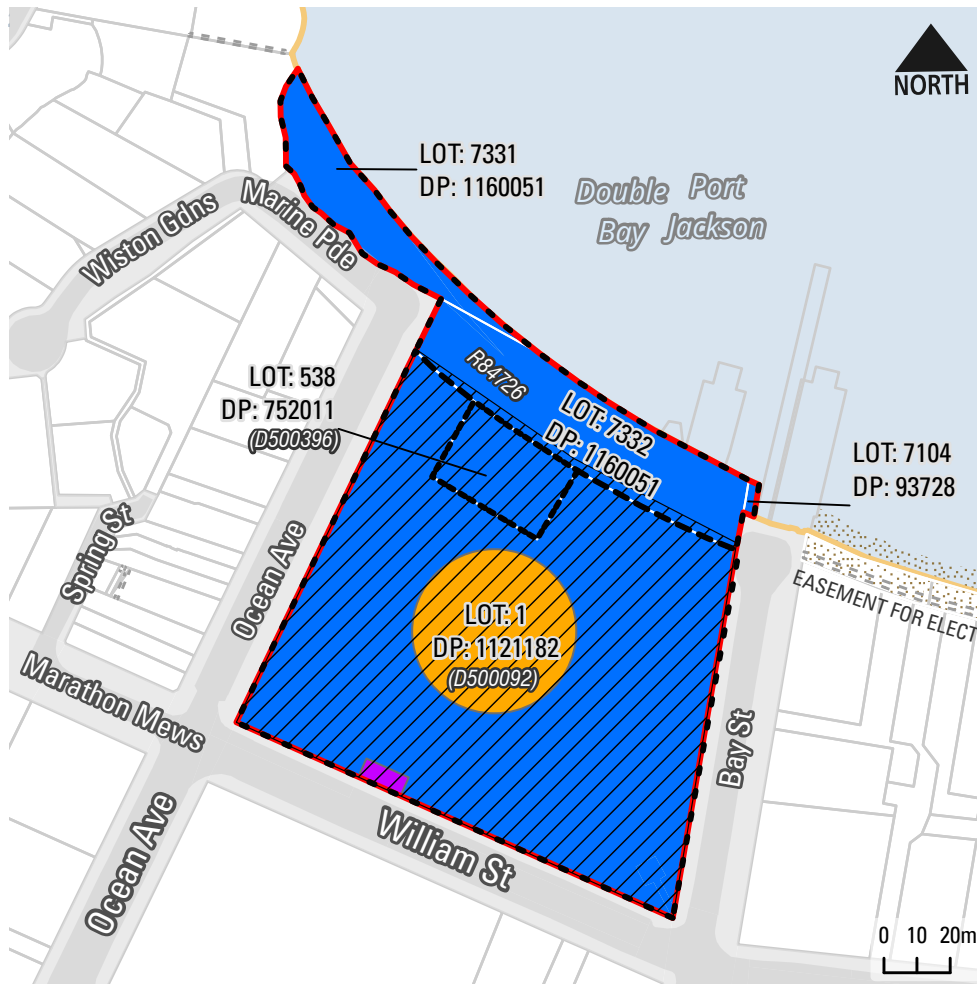 NORTH
LOT: 7331
DP: 1160051
Double Port
Bay Jackson
Wiston Gdns
Marine Pde
R84726
LOT: 538
DP: 752011
(D500396)
LOT: 7332
DP: 1160051
LOT: 7104
DP: 93728
Spring St
Ocean Ave
EASEMENT FOR ELECT
LOT: 1
DP: 1121182
(D500092)
Marathon Mews
Bay St
Ocean Ave
William St
0 10 20m